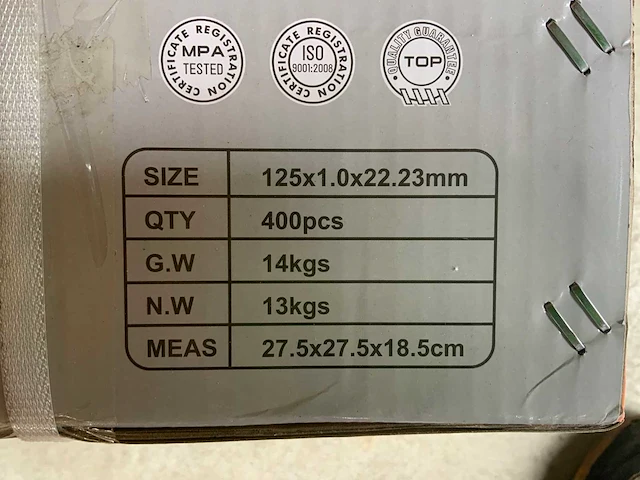 CERTIFICATE REGISTRATION
MPA
TESTED
CERTIFICATE REGISTRATION
ISO
9001:2008
QUALITY GUARANTEE
TOP
SIZE 125x1.0x22.23mm
QTY 400pcs
G.W 14kgs
N.W 13kgs
MEAS 27.5x27.5x18.5cm